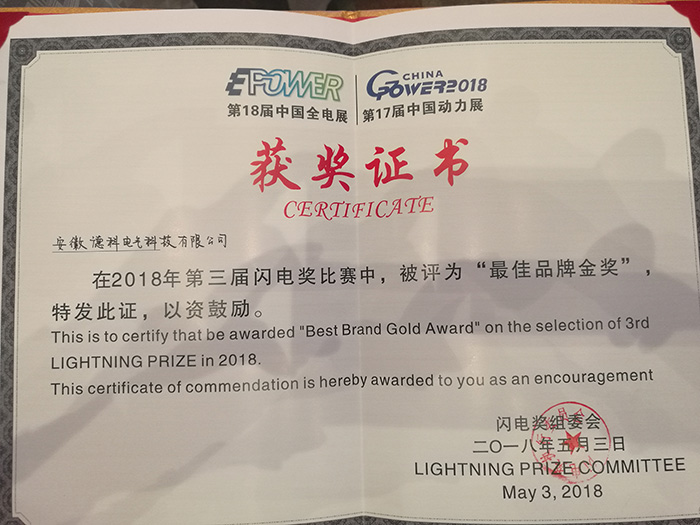 EPOWER
第18届中国全电展
CHINA
GPOWER2018
第17届中国动力展
获奖证书
CERTIFICATE
安徽德科电气科技有限公司
在2018年第三届闪电奖比赛中，被评为“最佳品牌金奖”，
特发此证，以资鼓励。
This is to certify that be awarded "Best Brand Gold Award" on the selection of 3rd
LIGHTNING PRIZE in 2018.
This certificate of commendation is hereby awarded to you as an encouragement
闪电奖组委会
二〇一八年五月三日
LIGHTNING PRIZE COMMITTEE
May 3, 2018